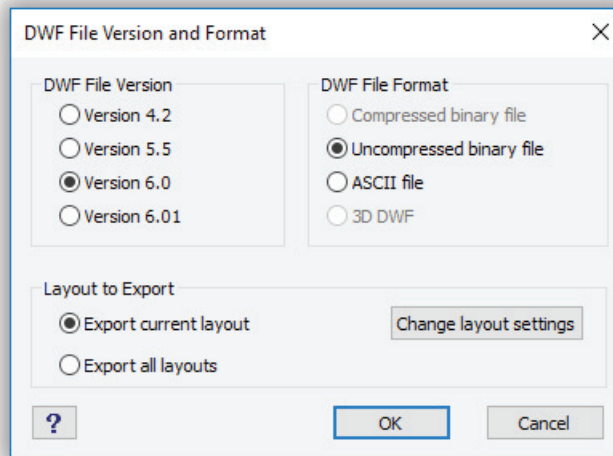 DWF File Version and Format
DWF File Version
Version 4.2
Version 5.5
Version 6.0
Version 6.01
DWF File Format
Compressed binary file
Uncompressed binary file
ASCII file
3D DWF
Layout to Export
Export current layout
Change layout settings
Export all layouts
?
OK
Cancel